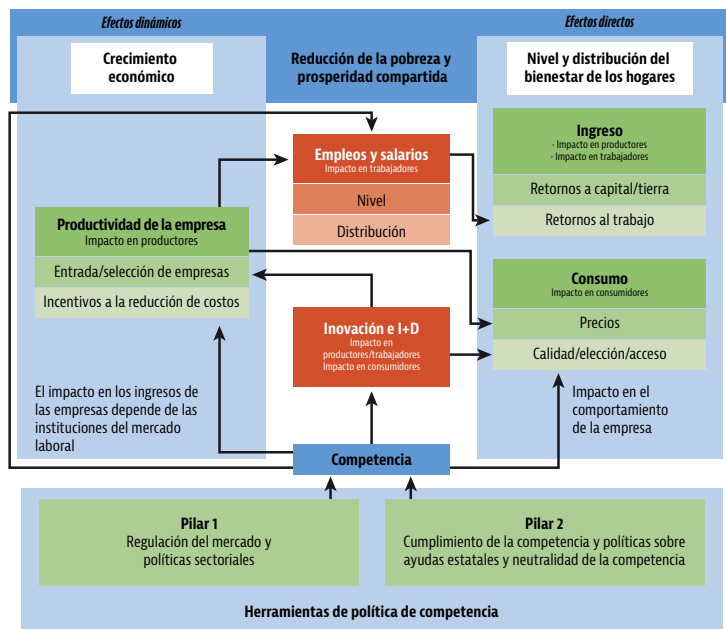 Efectos dinámicos
Efectos directos
Crecimiento
económico
Reducción de la pobreza y
prosperidad compartida
Nivel y distribución del
bienestar de los hogares
Empleos y salarios
Impacto en trabajadores
Nivel
Distribución
Ingreso
· Impacto en productores
· Impacto en trabajadores
Retornos a capital/tierra
Retornos al trabajo
Productividad de la empresa
Impacto en productores
Entrada/selección de empresas
Incentivos a la reducción de costos
Consumo
Impacto en consumidores
Precios
Calidad/elección/acceso
Inovación e I+D
Impacto en
productores/trabajadores
Impacto en consumidores
El impacto en los ingresos de
las empresas depende de las
instituciones del mercado
laboral
Impacto en el
comportamiento
de la empresa
Competencia
Pilar 1
Regulación del mercado y
políticas sectoriales
Pilar 2
Cumplimiento de la competencia y políticas sobre
ayudas estatales y neutralidad de la competencia
Herramientas de política de competencia